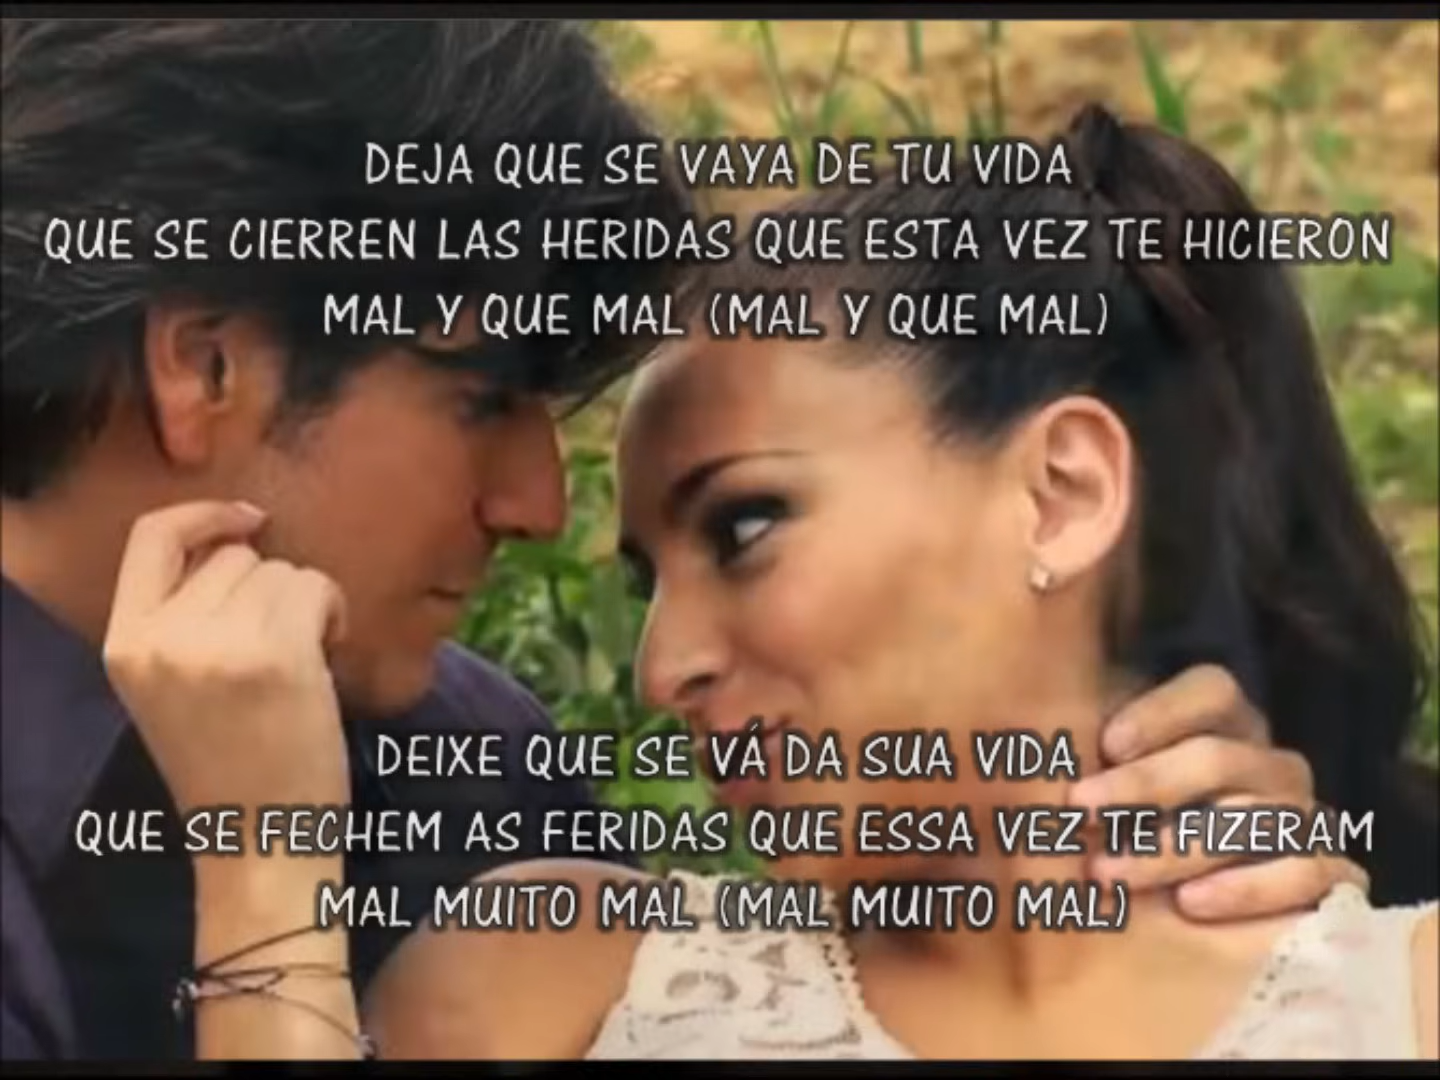 DEJA QUE SE VAYA DE TU VIDA
QUE SE CIERREN LAS HERIDAS QUE ESTA VEZ TE HICIERON
MAL Y QUE MAL (MAL Y QUE MAL)
DEIXE QUE SE VÁ DA SUA VIDA
QUE SE FECHEM AS FERIDAS QUE ESSA VEZ TE FIZERAM
MAL MUITO MAL (MAL MUITO MAL)